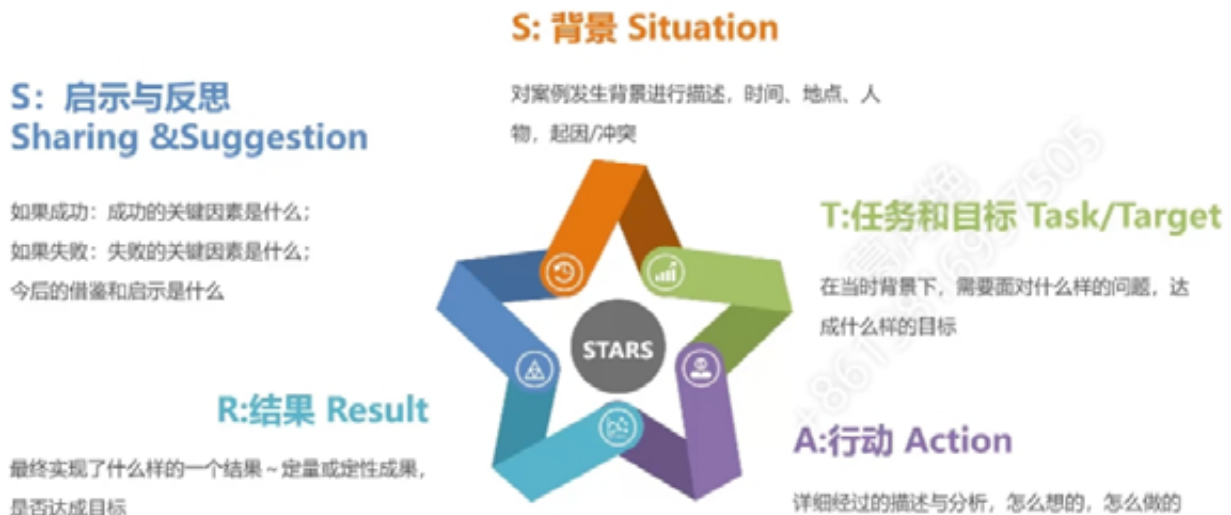 S: 背景 Situation
对案例发生背景进行描述，时间、地点、人
物，起因/冲突
S：启示与反思
Sharing &Suggestion
如果成功：成功的关键因素是什么；
如果失败：失败的关键因素是什么；
今后的借鉴和启示是什么
T:任务和目标 Task/Target
在当时背景下，需要面对什么样的问题，达
成什么样的目标
STARS
R:结果 Result
最终实现了什么样的一个结果~定量或定性成果，
是否达成目标
A:行动 Action
详细经过的描述与分析，怎么想的，怎么做的